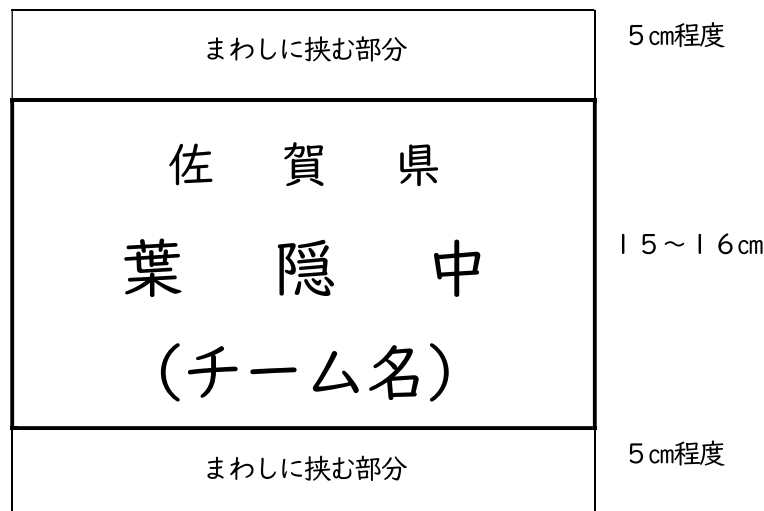 まわしに挟む部分
5㎝程度
佐　賀　県
葉　隠　中
（チーム名）
15～16㎝
まわしに挟む部分
5㎝程度